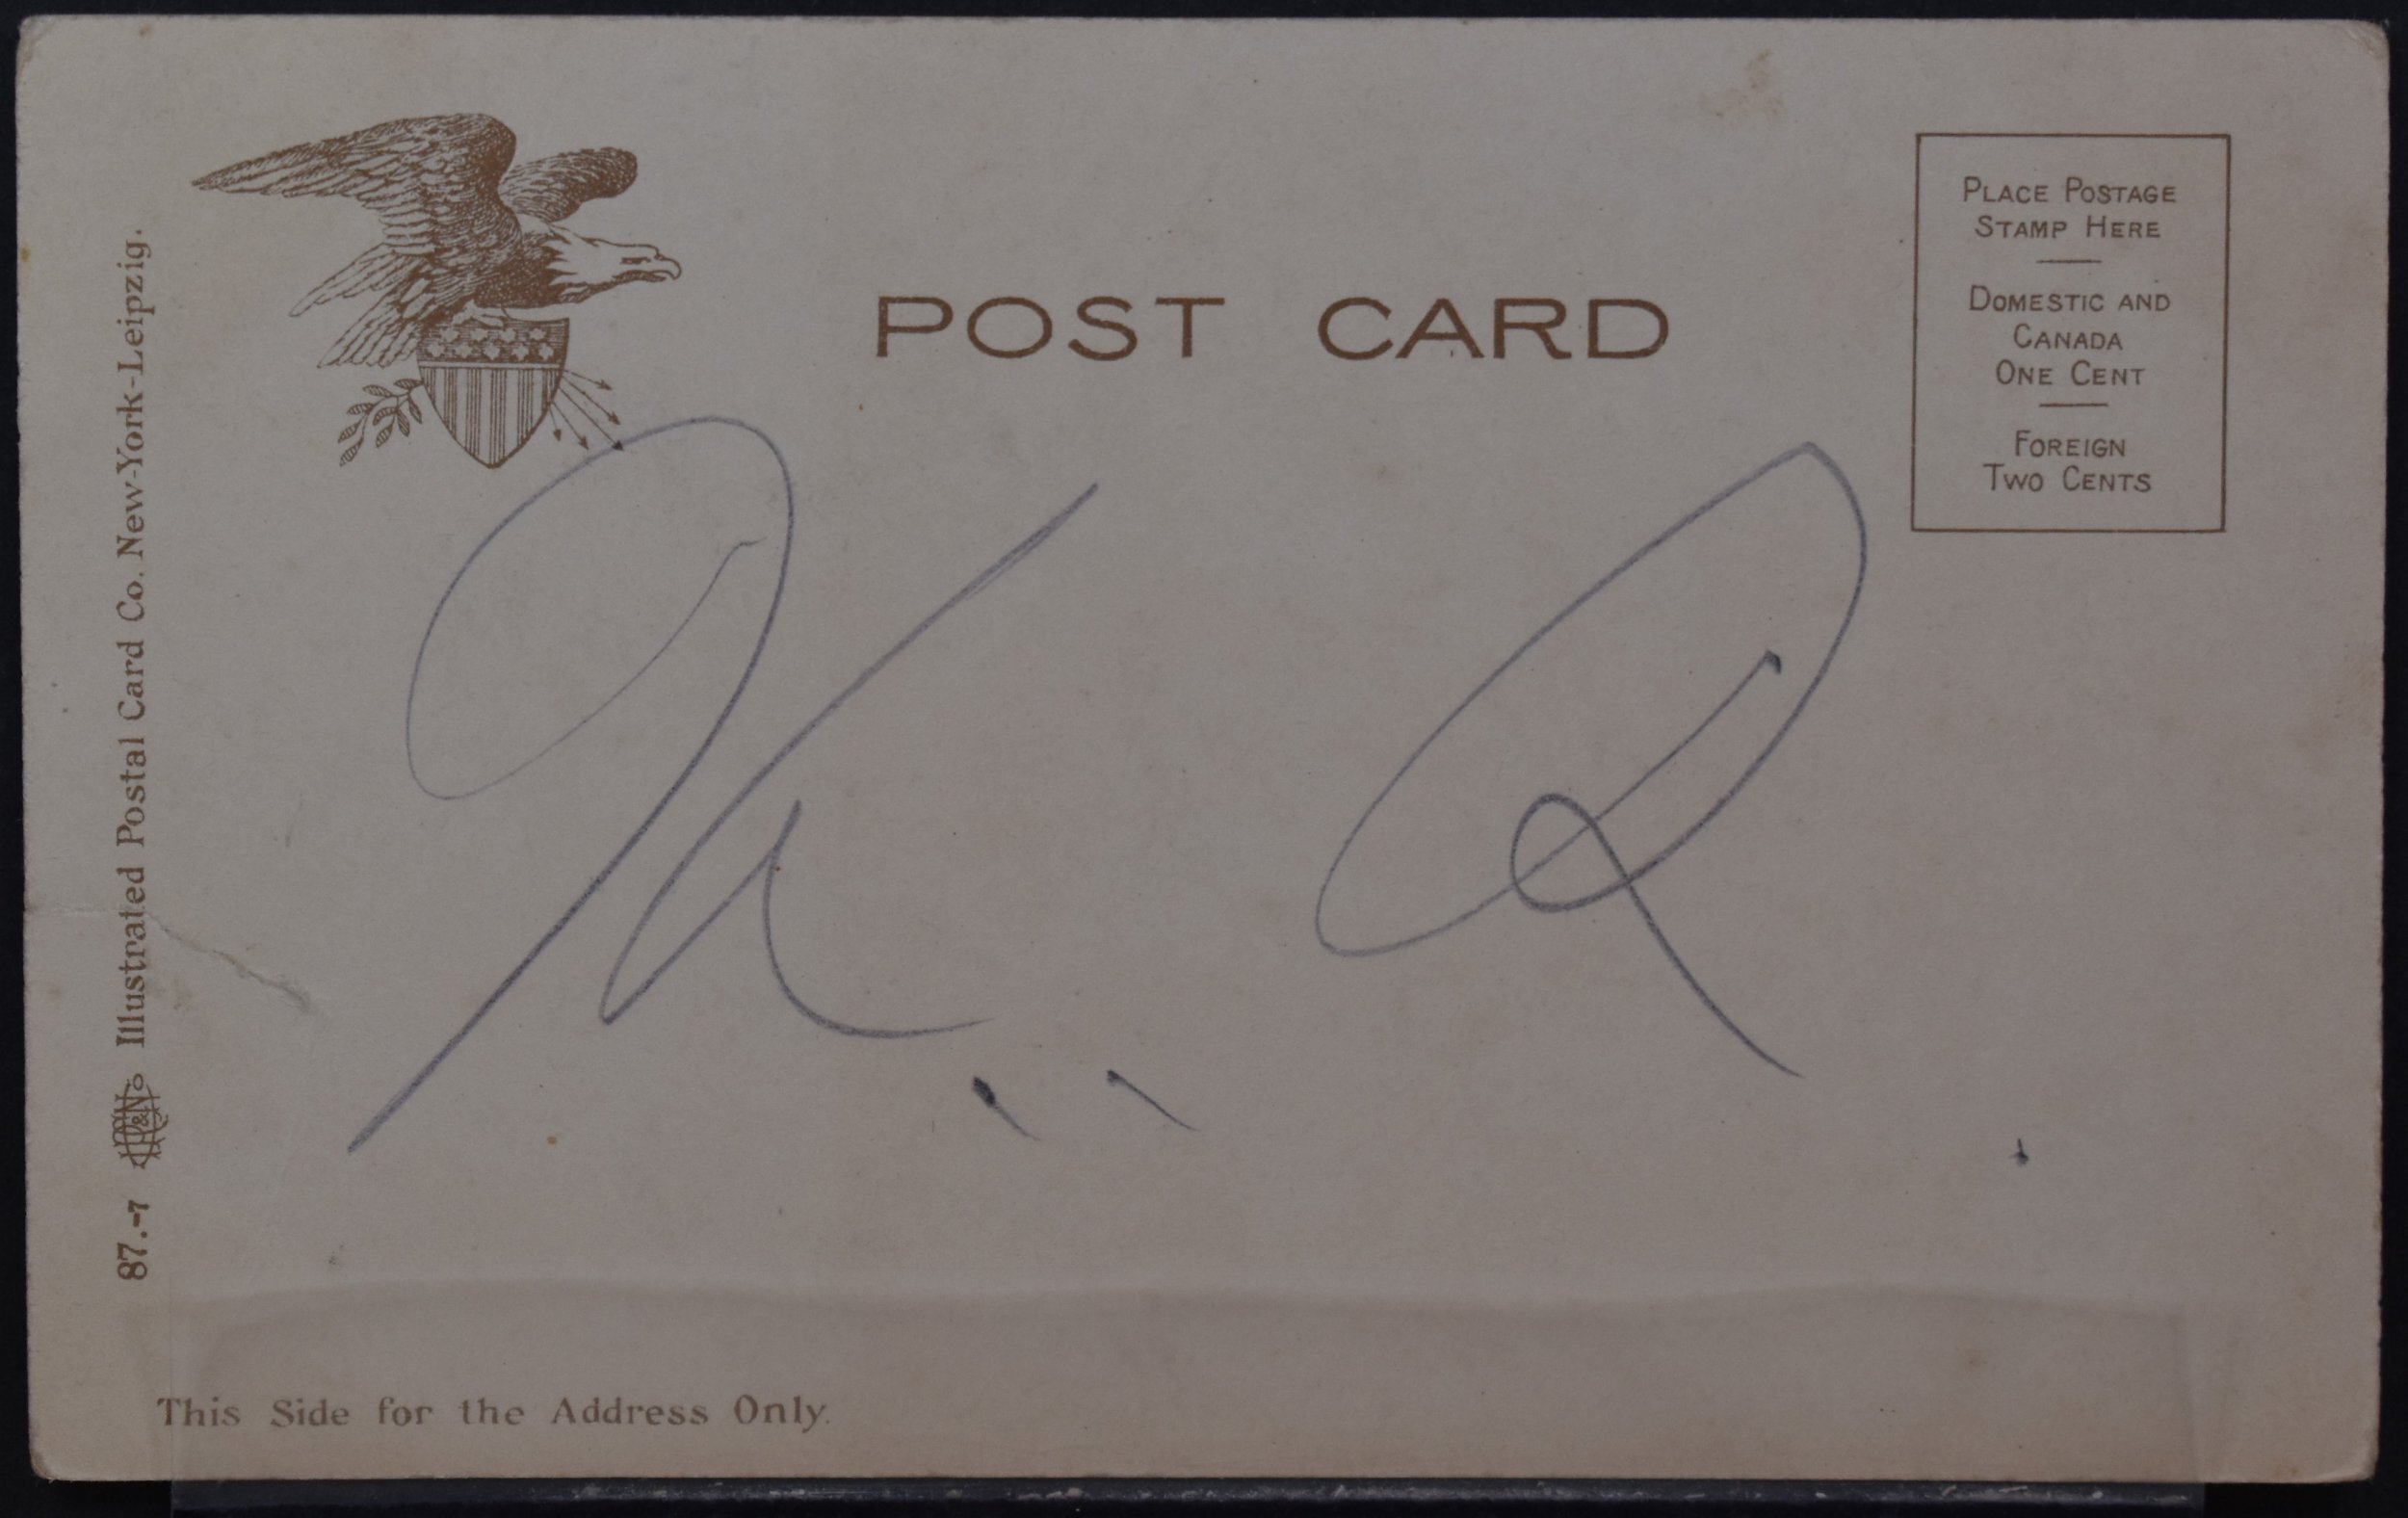 POST CARD
PLACE POSTAGE
STAMP HERE
DOMESTIC AND
CANADA
ONE CENT
FOREIGN
TWO CENTS
87.-7 Illustrated Postal Card Co. New-York-Leipzig.
This Side for the Address Only.